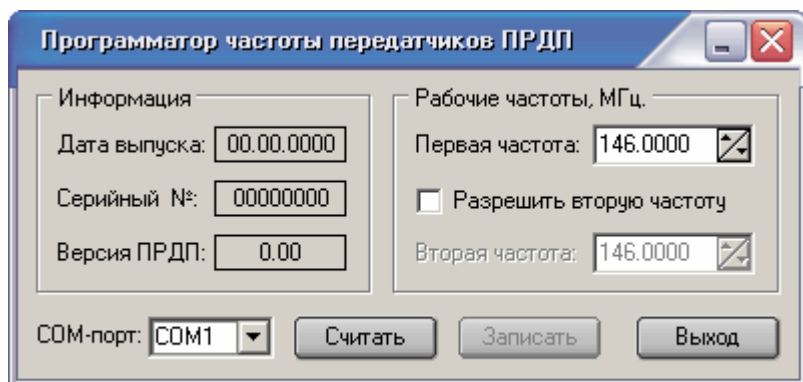 Программатор частоты передатчиков ПРДП
Информация
Дата выпуска: 00.00.0000
Серийный №: 00000000
Версия ПРДП: 0.00
Рабочие частоты, МГц.
Первая частота: 146.0000
Разрешить вторую частоту
Вторая частота: 146.0000
COM-порт: COM1 Считать Записать Выход